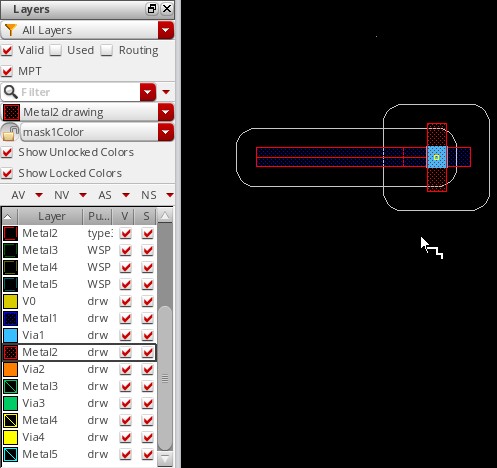 Layers
All Layers
Valid Used Routing
MPT
Filter
Metal2 drawing
mask1Color
Show Unlocked Colors
Show Locked Colors
AV NV AS NS
Layer Pu... V S
Metal2
Metal3 WSP
Metal4 WSP
Metal5 WSP
V0 drw
Metal1 drw
Via1 drw
Metal2 drw
Via2 drw
Metal3 drw
Via3 drw
Metal4 drw
Via4 drw
Metal5 drw